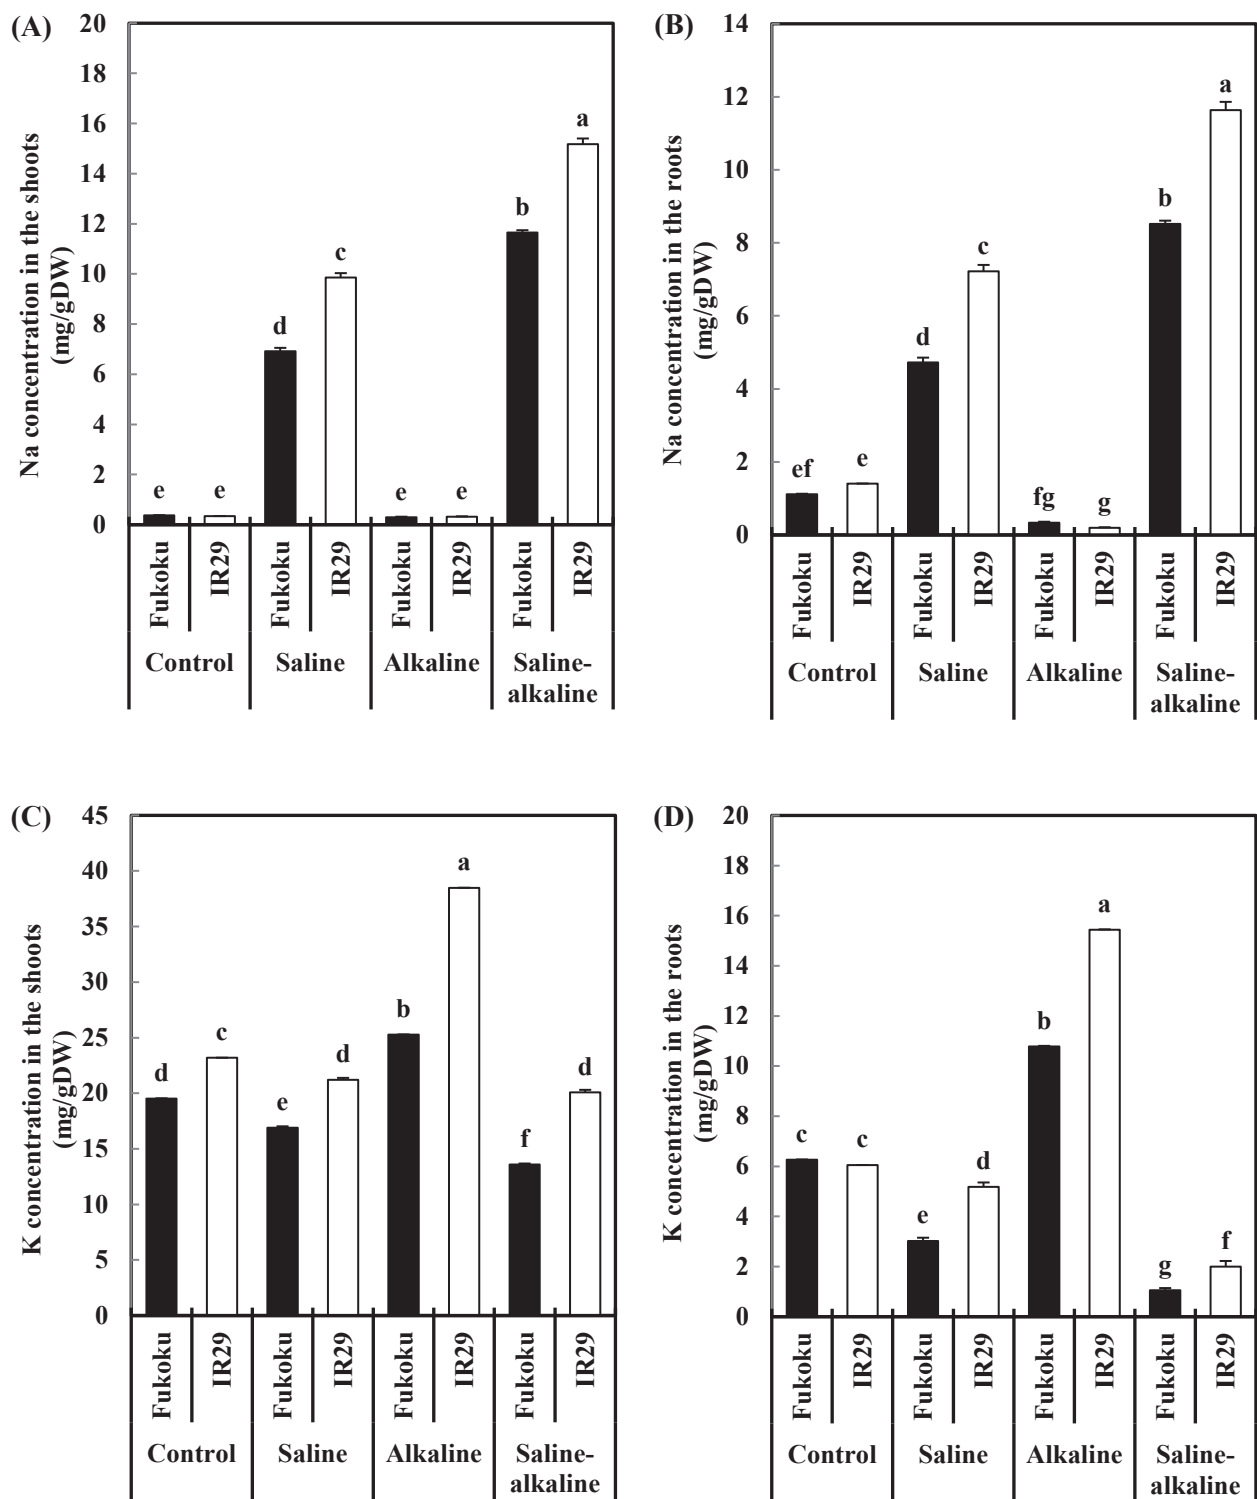 (A)
Na concentration in the shoots
(mg/gDW)
20
18
16
14
12
10
8
6
4
2
0
e
e
d
c
e
e
b
a
Fukoku
IR29
Fukoku
IR29
Fukoku
IR29
Fukoku
IR29
Control
Saline
Alkaline
Saline-
alkaline
(B)
Na concentration in the roots
(mg/gDW)
14
12
10
8
6
4
2
0
ef
e
d
c
fg
g
b
a
Fukoku
IR29
Fukoku
IR29
Fukoku
IR29
Fukoku
IR29
Control
Saline
Alkaline
Saline-
alkaline
(C)
K concentration in the shoots
(mg/gDW)
45
40
35
30
25
20
15
10
5
0
d
c
e
d
b
a
f
d
Fukoku
IR29
Fukoku
IR29
Fukoku
IR29
Fukoku
IR29
Control
Saline
Alkaline
Saline-
alkaline
(D)
K concentration in the roots
(mg/gDW)
20
18
16
14
12
10
8
6
4
2
0
c
c
e
d
b
a
g
f
Fukoku
IR29
Fukoku
IR29
Fukoku
IR29
Fukoku
IR29
Control
Saline
Alkaline
Saline-
alkaline